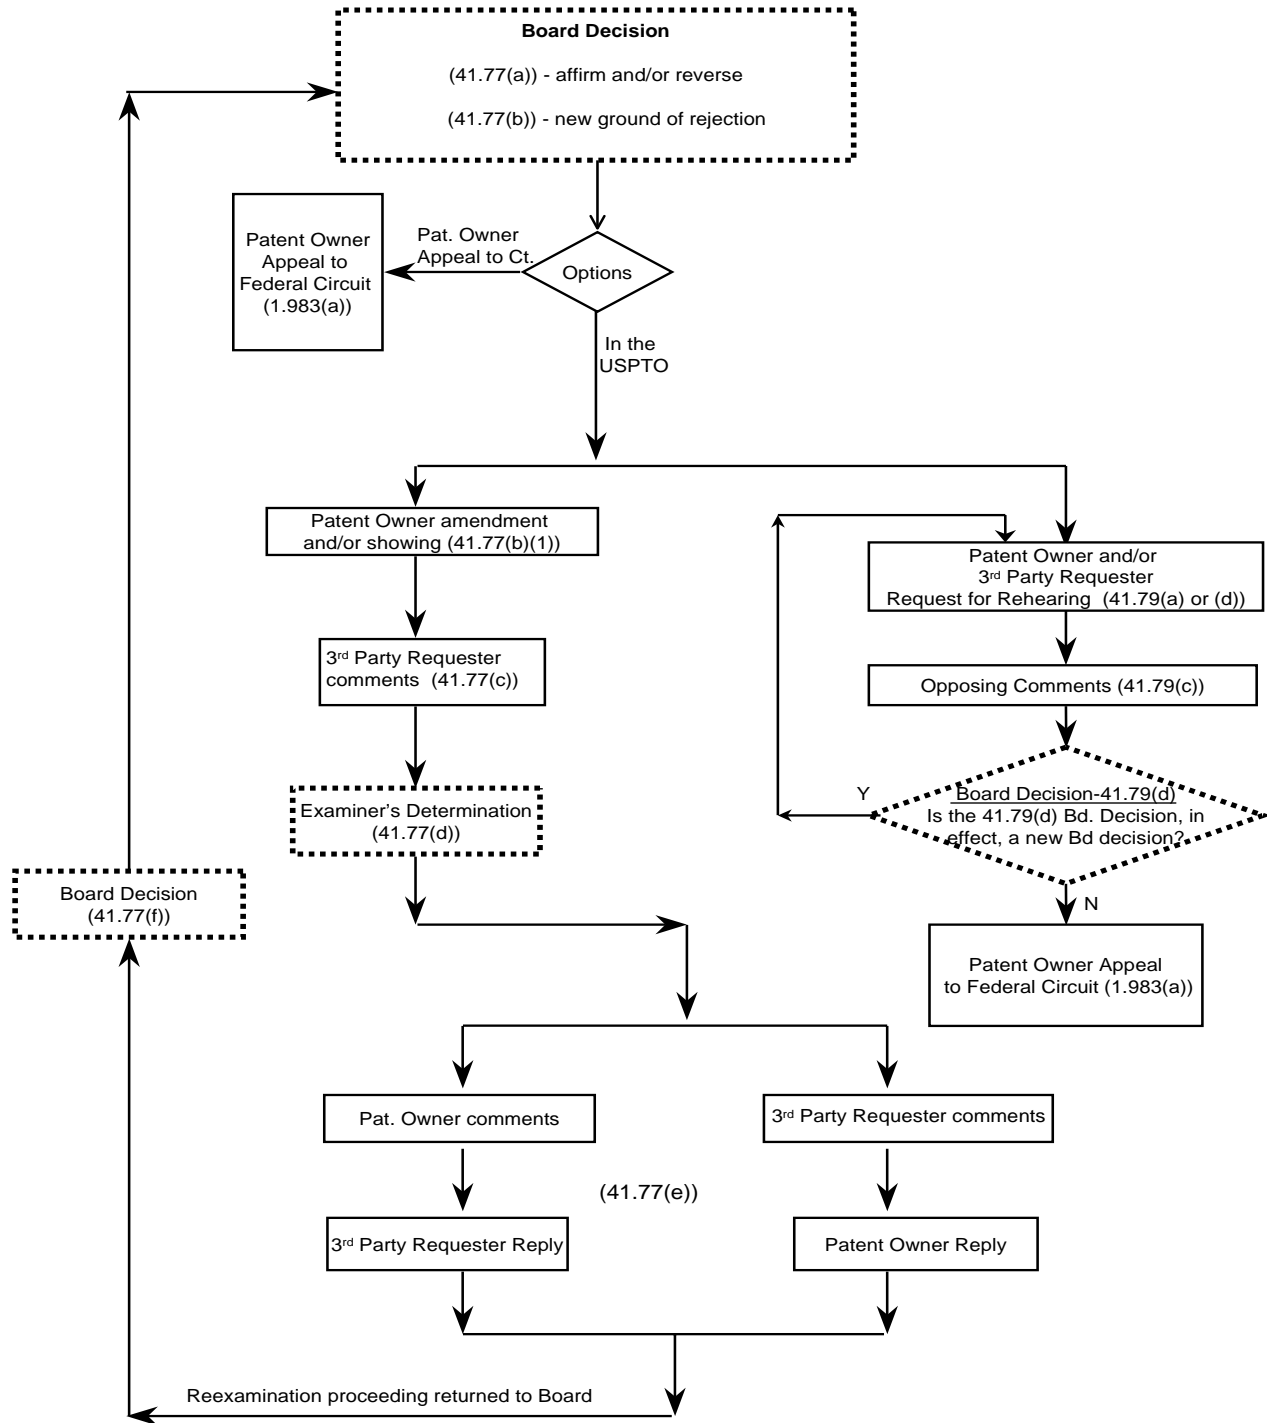 Board Decision
(41.77(a)) - affirm and/or reverse
(41.77(b)) - new ground of rejection
Patent Owner
Appeal to
Federal Circuit
(1.983(a))
Pat. Owner
Appeal to Ct.
Options
In the
USPTO
Patent Owner amendment
and/or showing (41.77(b)(1))
Patent Owner and/or
3rd Party Requester
Request for Rehearing (41.79(a) or (d))
3rd Party Requester
comments (41.77(c))
Opposing Comments (41.79(c))
Examiner's Determination
(41.77(d))
Y
Board Decision-41.79(d)
Is the 41.79(d) Bd. Decision, in
effect, a new Bd decision?
N
Board Decision
(41.77(f))
Patent Owner Appeal
to Federal Circuit (1.983(a))
Pat. Owner comments
3rd Party Requester comments
(41.77(e))
3rd Party Requester Reply
Patent Owner Reply
Reexamination proceeding returned to Board